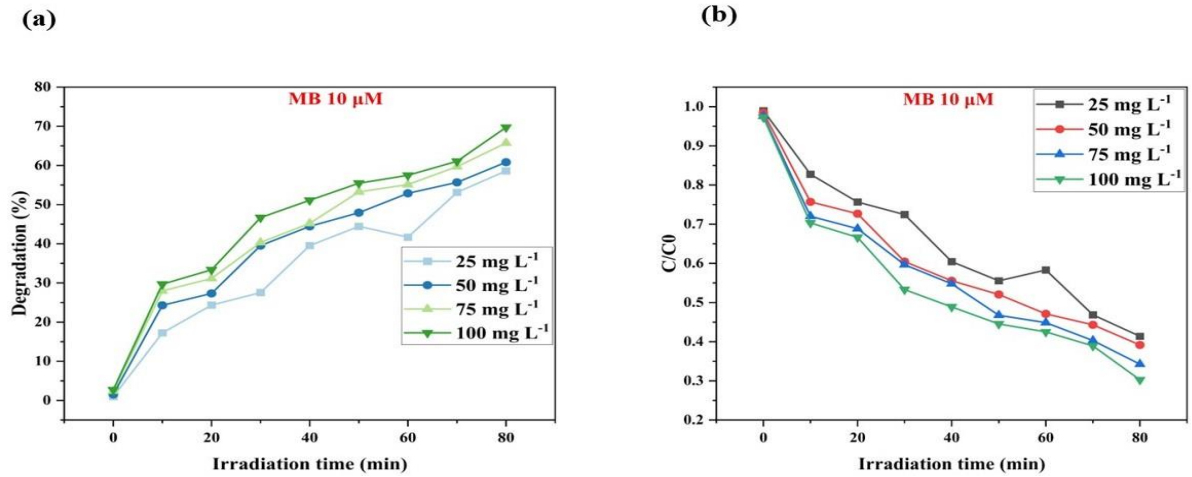 (a)
MB 10 μM
80
70
60
50
40
30
20
10
0
Degradation (%)
25 mg L-1
50 mg L-1
75 mg L-1
100 mg L-1
0 20 40 60 80
Irradiation time (min)
(b)
MB 10 μM
1.0
0.9
0.8
0.7
0.6
0.5
0.4
0.3
0.2
C/C0
25 mg L-1
50 mg L-1
75 mg L-1
100 mg L-1
0 20 40 60 80
Irradiation time (min)